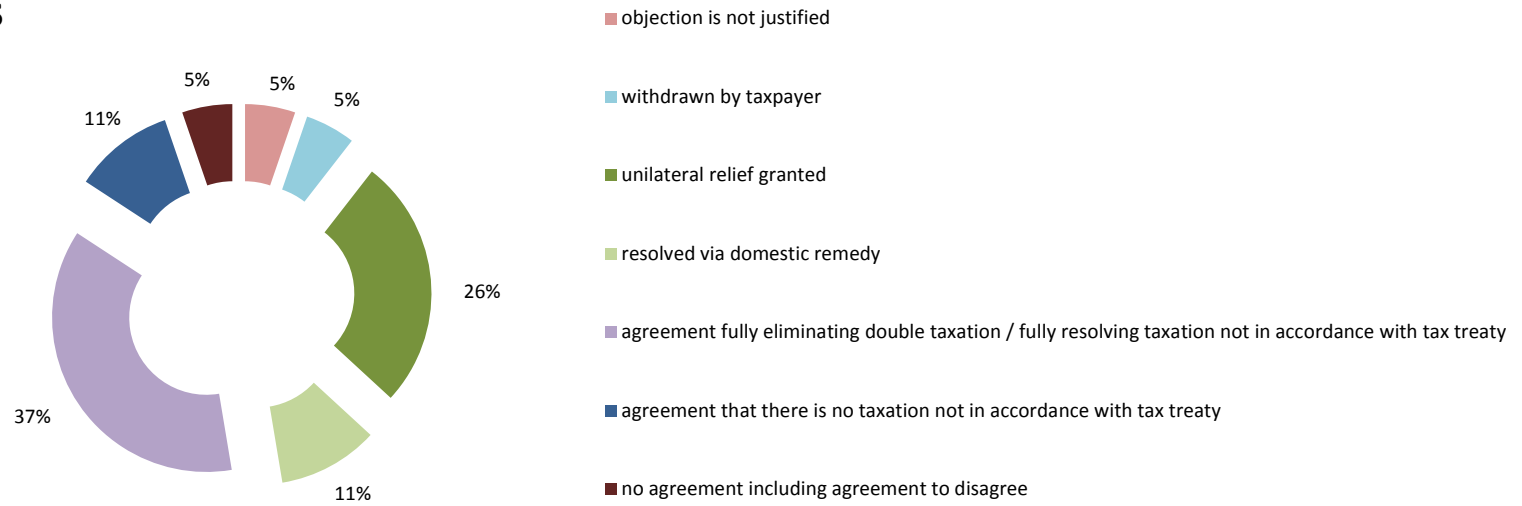 5%
5%
5%
11%
26%
37%
11%
objection is not justified
withdrawn by taxpayer
unilateral relief granted
resolved via domestic remedy
agreement fully eliminating double taxation / fully resolving taxation not in accordance with tax treaty
agreement that there is no taxation not in accordance with tax treaty
no agreement including agreement to disagree